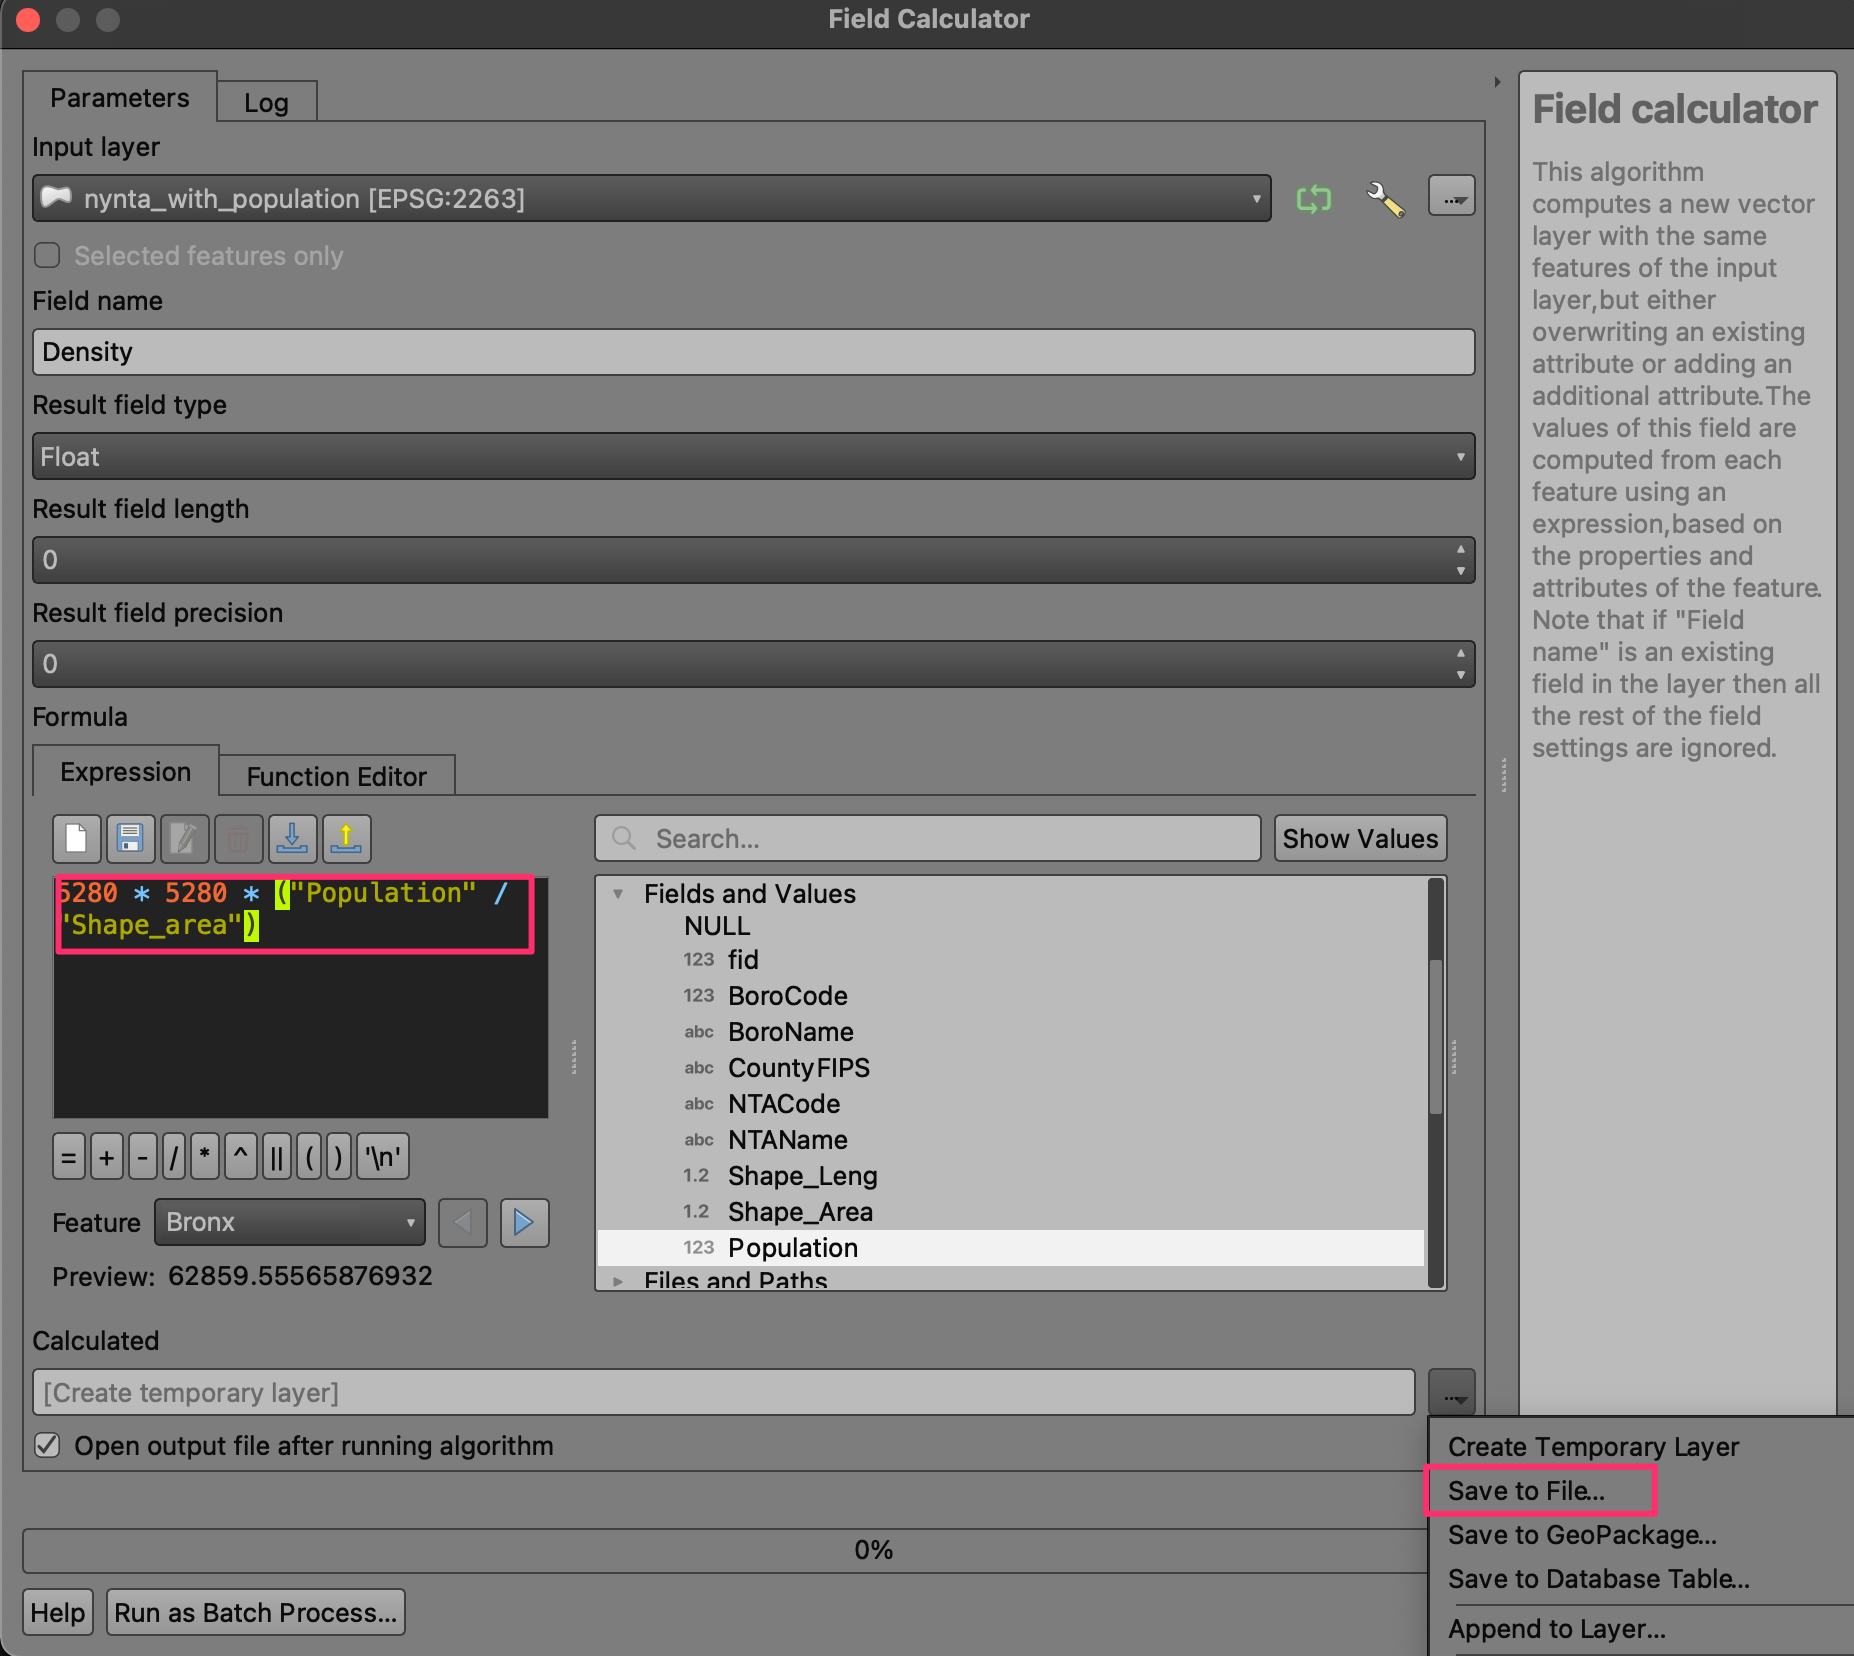 Field Calculator
Parameters
Log
Input layer
nynta_with_population [EPSG:2263]
...
Selected features only
Field name
Density
Result field type
Float
Result field length
0
Result field precision
0
Formula
Expression
Function Editor
5280 * 5280 * ("Population" /
"Shape_area")
= + - / * ^ || ( ) '\n'
Feature
Bronx
Preview: 62859.55565876932
Search...
Show Values
Fields and Values
NULL
123 fid
123 BoroCode
abc BoroName
abc CountyFIPS
abc NTACode
abc NTAName
1.2 Shape_Leng
1.2 Shape_Area
123 Population
Files and Paths
Calculated
[Create temporary layer]
...
Open output file after running algorithm
0%
Help
Run as Batch Process...
Create Temporary Layer
Save to File...
Save to GeoPackage...
Save to Database Table...
Append to Layer...
Field calculator
This algorithm
computes a new vector
layer with the same
features of the input
layer,but either
overwriting an existing
attribute or adding an
additional attribute.The
values of this field are
computed from each
feature using an
expression,based on
the properties and
attributes of the feature.
Note that if "Field
name" is an existing
field in the layer then all
the rest of the field
settings are ignored.